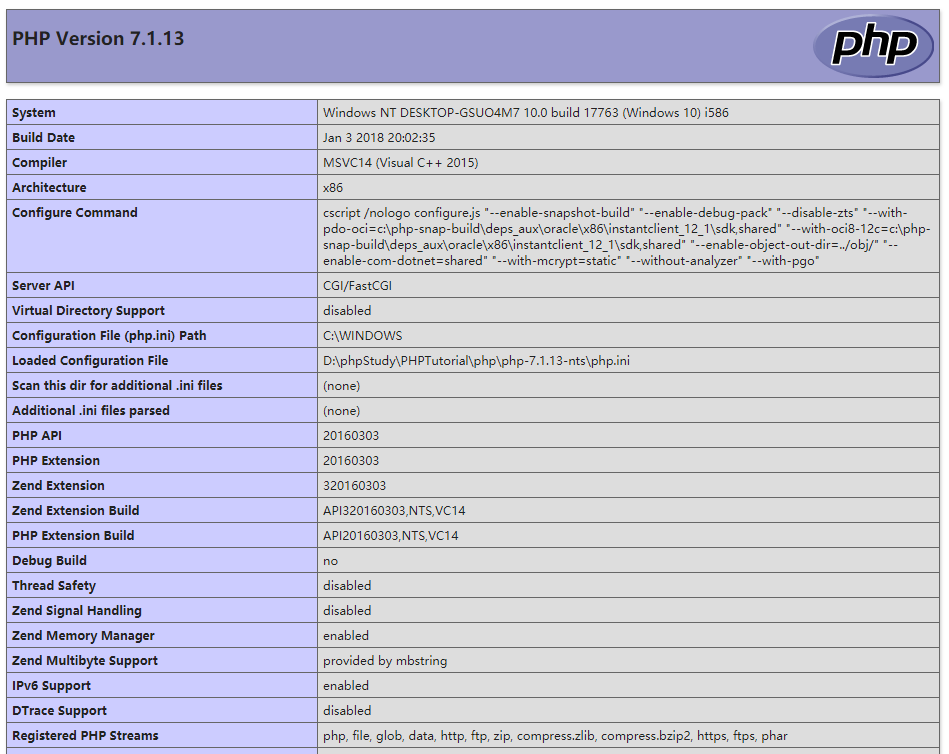 PHP Version 7.1.13
php
System Windows NT DESKTOP-GSUO4M7 10.0 build 17763 (Windows 10) i586
Build Date Jan 3 2018 20:02:35
Compiler MSVC14 (Visual C++ 2015)
Architecture x86
Configure Command cscript /nologo configure.js "--enable-snapshot-build" "--enable-debug-pack" "--disable-zts" "--with-
pdo-oci=c:\php-snap-build\deps_aux\oracle\x86\instantclient_12_1\sdk,shared" "--with-oci8-12c=c:\php-
snap-build\deps_aux\oracle\x86\instantclient_12_1\sdk,shared" "--enable-object-out-dir=../obj/" "--
enable-com-dotnet=shared" "--with-mcrypt=static" "--without-analyzer" "--with-pgo"
Server API CGI/FastCGI
Virtual Directory Support disabled
Configuration File (php.ini) Path C:\WINDOWS
Loaded Configuration File D:\phpStudy\PHPTutorial\php\php-7.1.13-nts\php.ini
Scan this dir for additional .ini files (none)
Additional .ini files parsed (none)
PHP API 20160303
PHP Extension 20160303
Zend Extension 320160303
Zend Extension Build API320160303,NTS,VC14
PHP Extension Build API20160303,NTS,VC14
Debug Build no
Thread Safety disabled
Zend Signal Handling disabled
Zend Memory Manager enabled
Zend Multibyte Support provided by mbstring
IPv6 Support enabled
DTrace Support disabled
Registered PHP Streams php, file, glob, data, http, ftp, zip, compress.zlib, compress.bzip2, https, ftps, phar